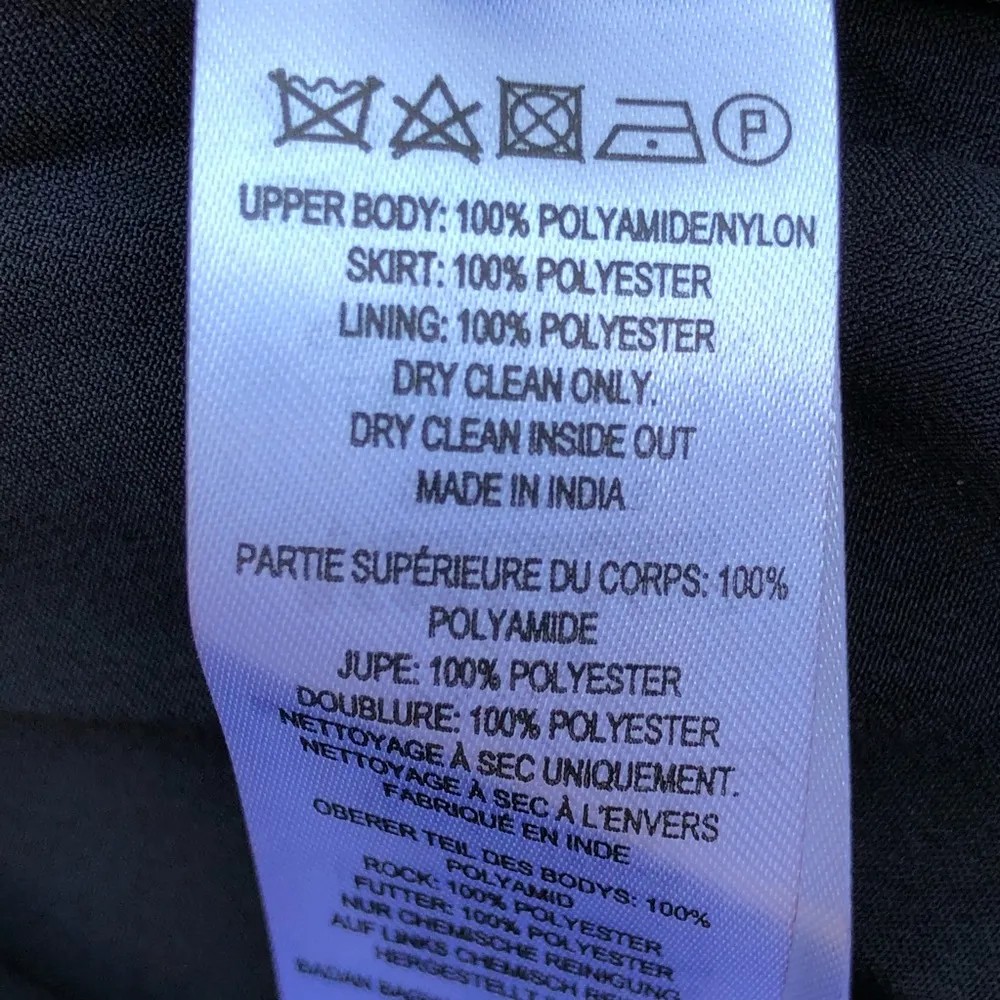 P
UPPER BODY: 100% POLYAMIDE/NYLON
SKIRT: 100% POLYESTER
LINING: 100% POLYESTER
DRY CLEAN ONLY.
DRY CLEAN INSIDE OUT
MADE IN INDIA
PARTIE SUPÉRIEURE DU CORPS: 100%
POLYAMIDE
JUPE: 100% POLYESTER
DOUBLURE: 100% POLYESTER
NETTOYAGE À SEC UNIQUEMENT.
NETTOYAGE À SEC À L'ENVERS
FABRIQUÉ EN INDE
OBERER TEIL DES BODYS: 100%
POLYAMID
ROCK: 100% POLYESTER
FUTTER: 100% POLYESTER
NUR CHEMISCHE REINIGUNG
AUF LINKS CHEMISCH
HERGESTELLT
BADAN